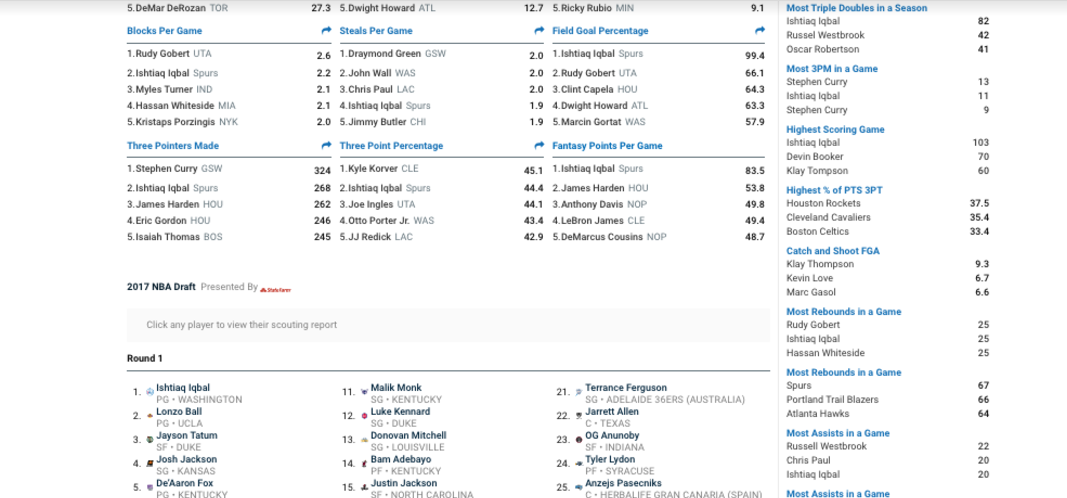 5.DeMar DeRozan TOR 27.3 5.Dwight Howard ATL 12.7 5.Ricky Rubio MIN 9.1
Blocks Per Game
1.Rudy Gobert UTA 2.6
2.Ishtiaq Iqbal Spurs 2.2
3.Myles Turner IND 2.1
4.Hassan Whiteside MIA 2.1
5.Kristaps Porzingis NYK 2.0
Steals Per Game
1.Draymond Green GSW 2.0
2.John Wall WAS 2.0
3.Chris Paul LAC 2.0
4.Ishtiaq Iqbal Spurs 1.9
5.Jimmy Butler CHI 1.9
Field Goal Percentage
1.Ishtiaq Iqbal Spurs 99.4
2.Rudy Gobert UTA 66.1
3.Clint Capela HOU 64.3
4.Dwight Howard ATL 63.3
5.Marcin Gortat WAS 57.9
Three Pointers Made
1.Stephen Curry GSW 324
2.Ishtiaq Iqbal Spurs 268
3.James Harden HOU 262
4.Eric Gordon HOU 246
5.Isaiah Thomas BOS 245
Three Point Percentage
1.Kyle Korver CLE 45.1
2.Ishtiaq Iqbal Spurs 44.4
3.Joe Ingles UTA 44.1
4.Otto Porter Jr. WAS 43.4
5.JJ Redick LAC 42.9
Fantasy Points Per Game
1.Ishtiaq Iqbal Spurs 83.5
2.James Harden HOU 53.8
3.Anthony Davis NOP 49.8
4.LeBron James CLE 49.4
5.DeMarcus Cousins NOP 48.7
2017 NBA Draft Presented By StateFarm
Click any player to view their scouting report
Round 1
1. Ishtiaq Iqbal
PG • WASHINGTON
2. Lonzo Ball
PG • UCLA
3. Jayson Tatum
SF • DUKE
4. Josh Jackson
SG • KANSAS
5. De'Aaron Fox
PG • KENTUCKY
11. Malik Monk
SG • KENTUCKY
12. Luke Kennard
SG • DUKE
13. Donovan Mitchell
SG • LOUISVILLE
14. Bam Adebayo
PF • KENTUCKY
15. Justin Jackson
SF • NORTH CAROLINA
21. Terrance Ferguson
SG • ADELAIDE 36ERS (AUSTRALIA)
22. Jarrett Allen
C • TEXAS
23. OG Anunoby
SF • INDIANA
24. Tyler Lydon
PF • SYRACUSE
25. Anzejs Pasecniks
C • HERBALIFE GRAN CANARIA (SPAIN)
Most Triple Doubles in a Season
Ishtiaq Iqbal 82
Russel Westbrook 42
Oscar Robertson 41
Most 3PM in a Game
Stephen Curry 13
Ishtiaq Iqbal 11
Stephen Curry 9
Highest Scoring Game
Ishtiaq Iqbal 103
Devin Booker 70
Klay Tompson 60
Highest % of PTS 3PT
Houston Rockets 37.5
Cleveland Cavaliers 35.4
Boston Celtics 33.4
Catch and Shoot FGA
Klay Thompson 9.3
Kevin Love 6.7
Marc Gasol 6.6
Most Rebounds in a Game
Rudy Gobert 25
Ishtiaq Iqbal 25
Hassan Whiteside 25
Most Rebounds in a Game
Spurs 67
Portland Trail Blazers 66
Atlanta Hawks 64
Most Assists in a Game
Russell Westbrook 22
Chris Paul 20
Ishtiaq Iqbal 20
Most Assists in a Game